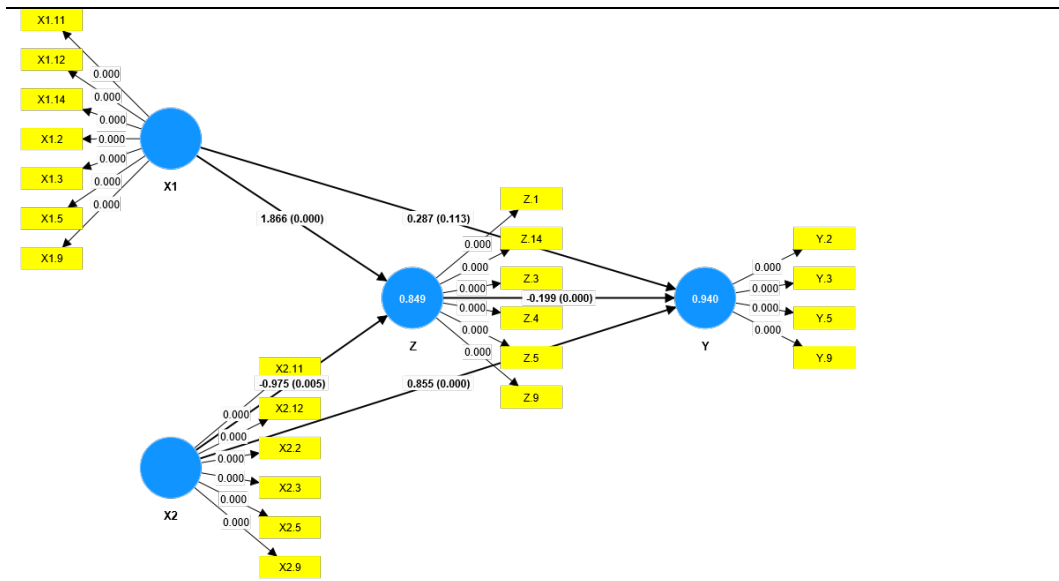 X1.11
X1.12
X1.14
X1.2
X1.3
X1.5
X1.9
0.000
0.000
0.000
0.000
0.000
0.000
0.000
X1
1.866 (0.000)
0.287 (0.113)
Z.1
Z.14
Z.3
Z.4
Z.5
Z.9
0.000
0.000
0.000
0.000
0.000
0.000
0.849
Z
-0.199 (0.000)
0.940
Y
Y.2
Y.3
Y.5
Y.9
0.000
0.000
0.000
0.000
-0.975 (0.005)
0.855 (0.000)
X2.11
X2.12
X2.2
X2.3
X2.5
X2.9
0.000
0.000
0.000
0.000
0.000
0.000
X2